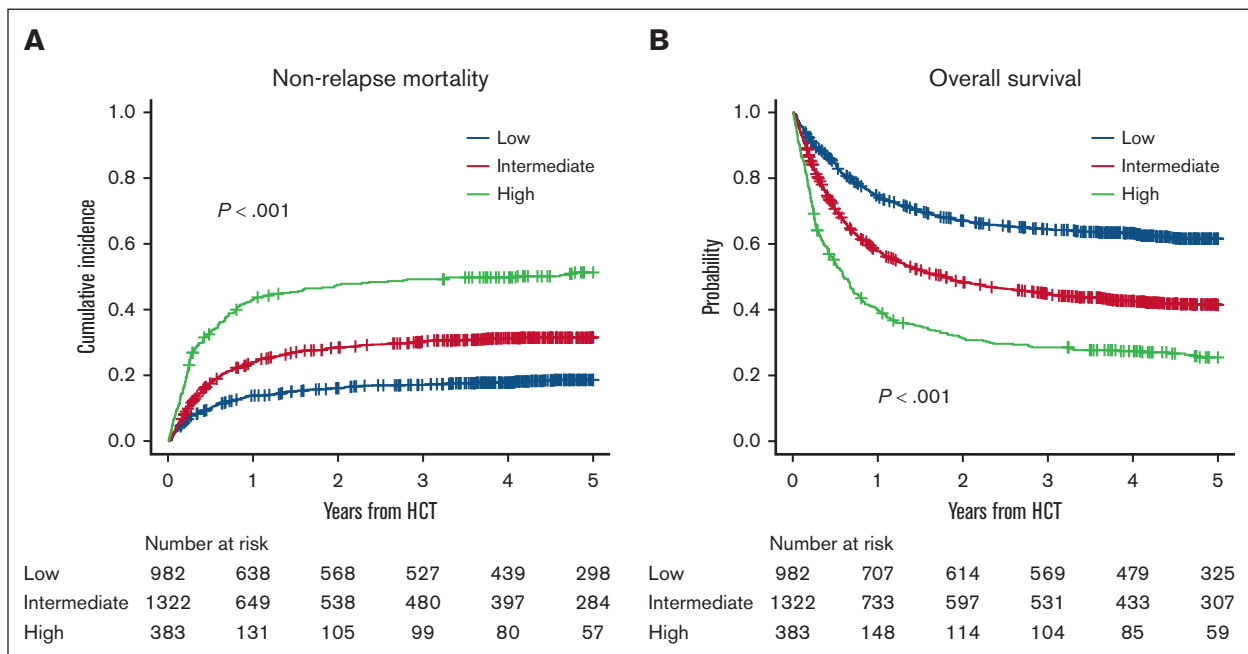 A
Non-relapse mortality
1.0
0.8
0.6
0.4
0.2
0.0
Cumulative incidence
Low
Intermediate
High
P < .001
0 1 2 3 4 5
Years from HCT
Number at risk
Low 982 638 568 527 439 298
Intermediate 1322 649 538 480 397 284
High 383 131 105 99 80 57
B
Overall survival
1.0
0.8
0.6
0.4
0.2
0.0
Probability
Low
Intermediate
High
P < .001
0 1 2 3 4 5
Years from HCT
Number at risk
Low 982 707 614 569 479 325
Intermediate 1322 733 597 531 433 307
High 383 148 114 104 85 59